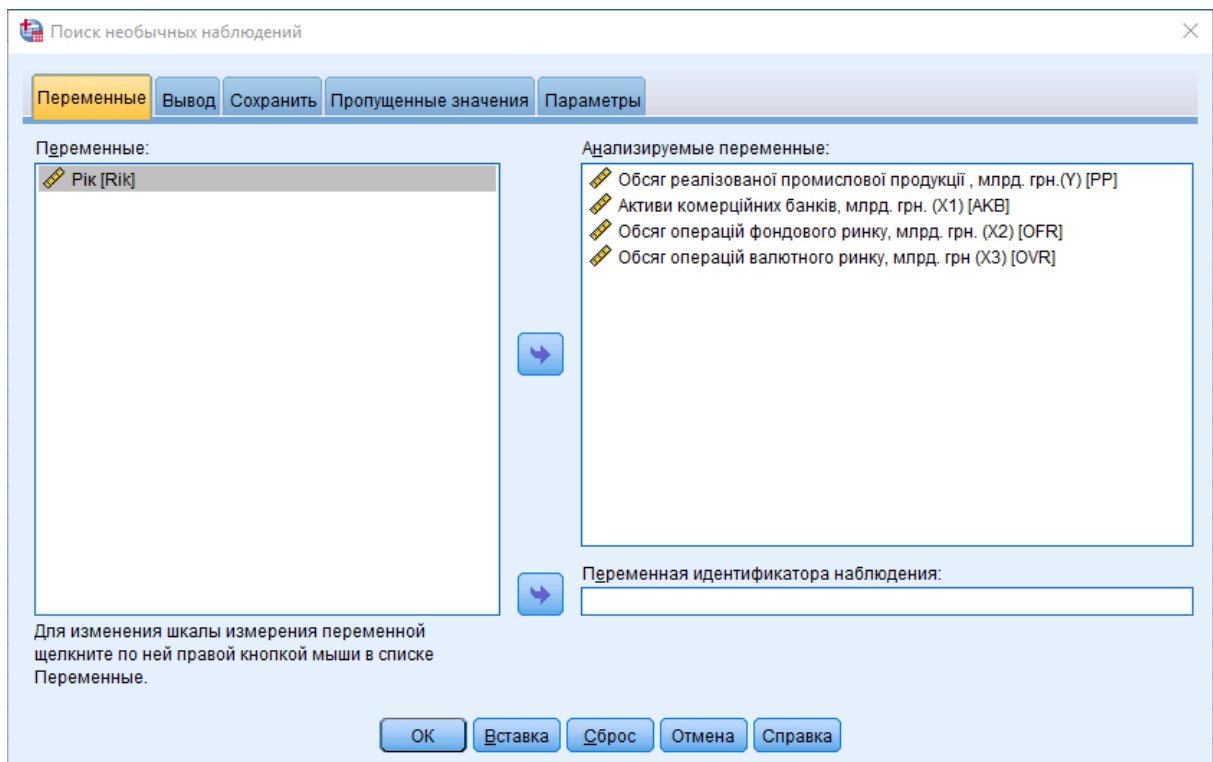 Поиск необычных наблюдений
Переменные Вывод Сохранить Пропущенные значения Параметры
Переменные:
Рік [Rik]
Анализируемые переменные:
Обсяг реалізованої промислової продукції , млрд. грн.(Y) [PP]
Активи комерційних банків, млрд. грн. (X1) [AKB]
Обсяг операцій фондового ринку, млрд. грн. (X2) [OFR]
Обсяг операцій валютного ринку, млрд. грн (X3) [OVR]
Переменная идентификатора наблюдения:
Для изменения шкалы измерения переменной
щелкните по ней правой кнопкой мыши в списке
Переменные.
ОК Вставка Сброс Отмена Справка